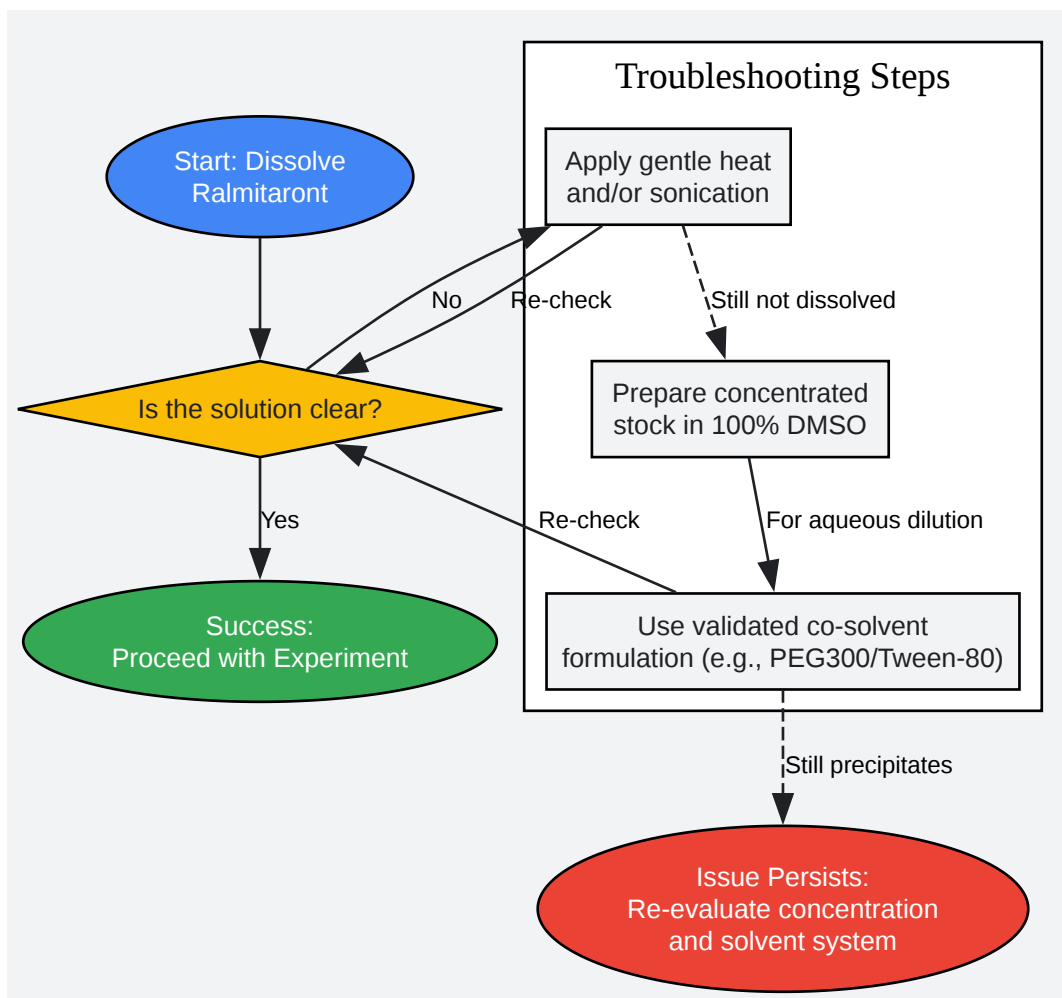 Troubleshooting Steps
Start: Dissolve
Ralmitaront
Apply gentle heat
and/or sonication
No
Re-check
Still not dissolved
Is the solution clear?
Prepare concentrated
stock in 100% DMSO
Yes
Re-check
For aqueous dilution
Success:
Proceed with Experiment
Use validated co-solvent
formulation (e.g., PEG300/Tween-80)
Still precipitates
Issue Persists:
Re-evaluate concentration
and solvent system